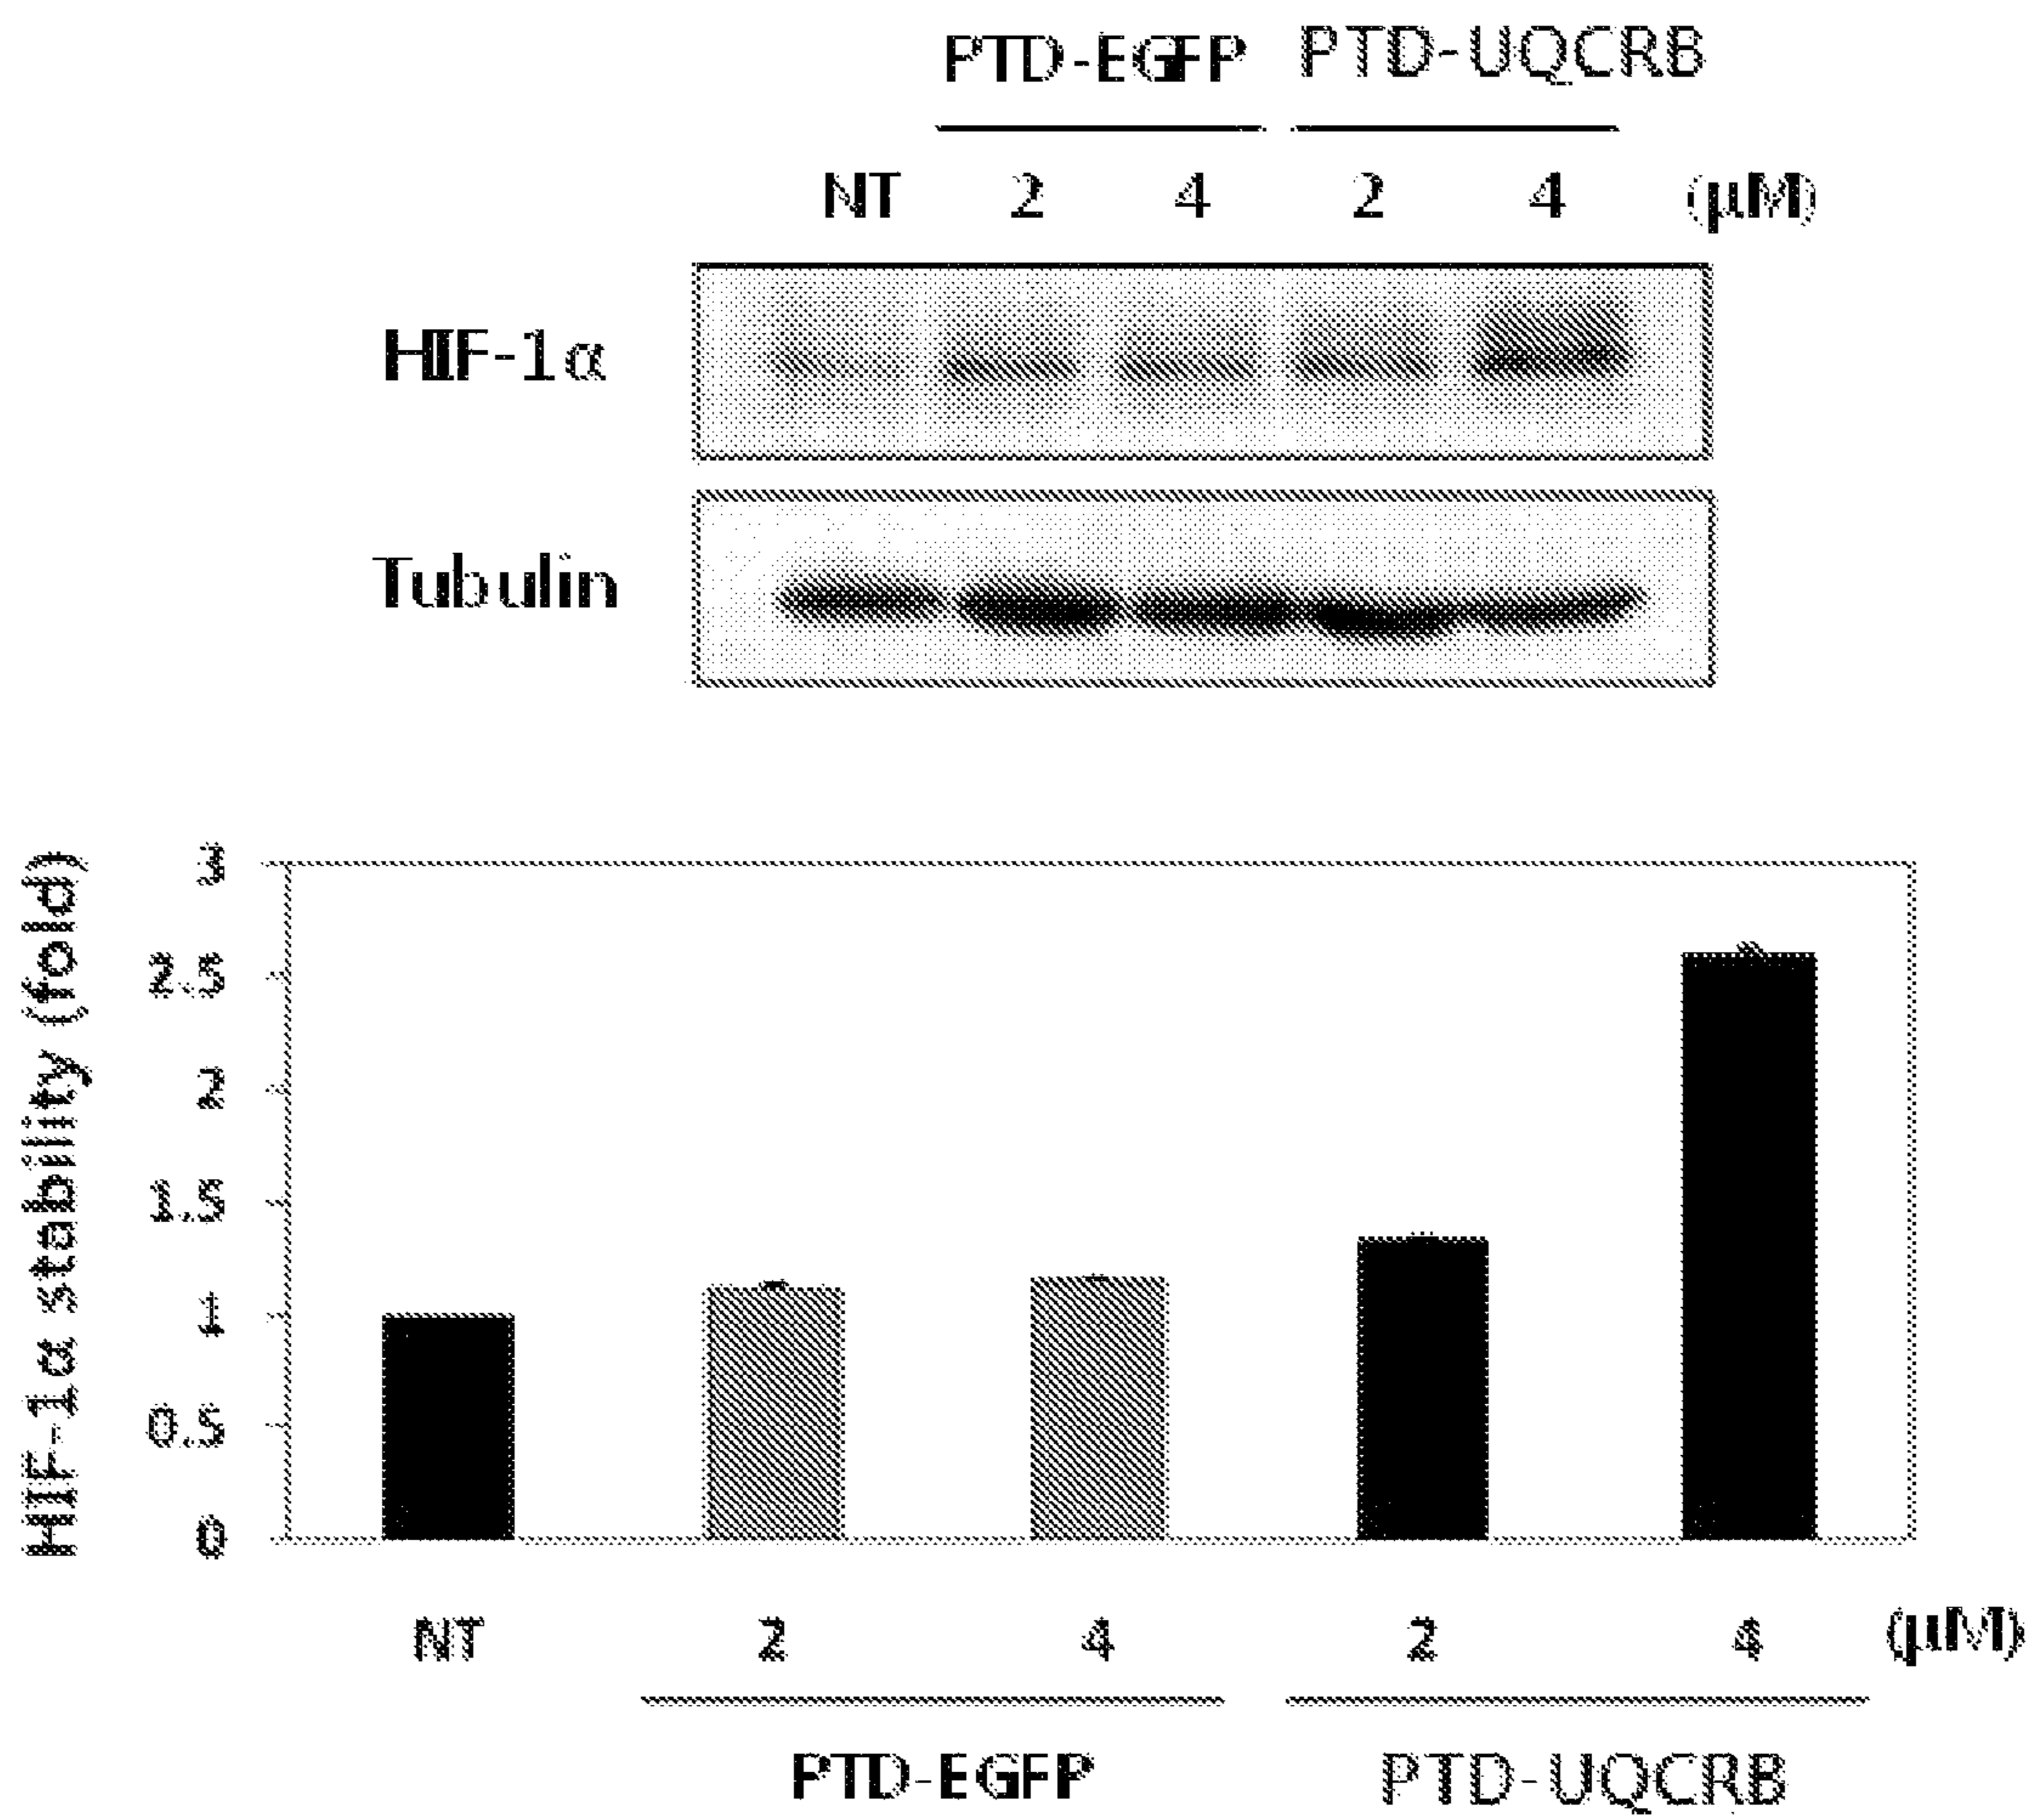 PTD-EGFP PTD-UQCRB
NT 2 4 2 4 (μM)
HIF-1α
Tubulin
HIF-1α stability (fold)
3
2.5
2
1.5
1
0.5
0
NT 2 4 2 4 (μM)
PTD-EGFP PTD-UQCRB